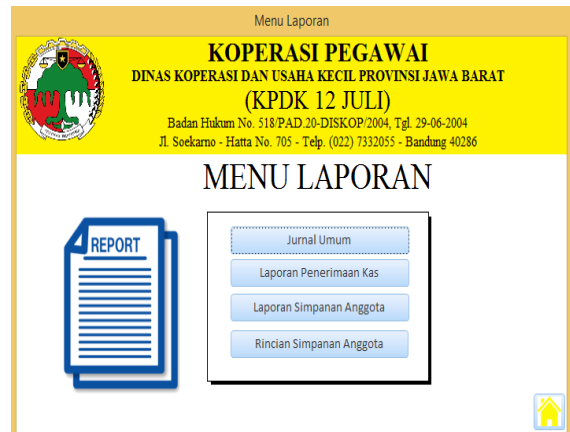 Menu Laporan
KOPERASI PEGAWAI
DINAS KOPERASI DAN USAHA KECIL PROVINSI JAWA BARAT
(KPDK 12 JULI)
Badan Hukum No. 518/PAD.20-DISKOP/2004, Tgl. 29-06-2004
Jl. Soekarno - Hatta No. 705 - Telp. (022) 7332055 - Bandung 40286
MENU LAPORAN
REPORT
Jurnal Umum
Laporan Penerimaan Kas
Laporan Simpanan Anggota
Rincian Simpanan Anggota